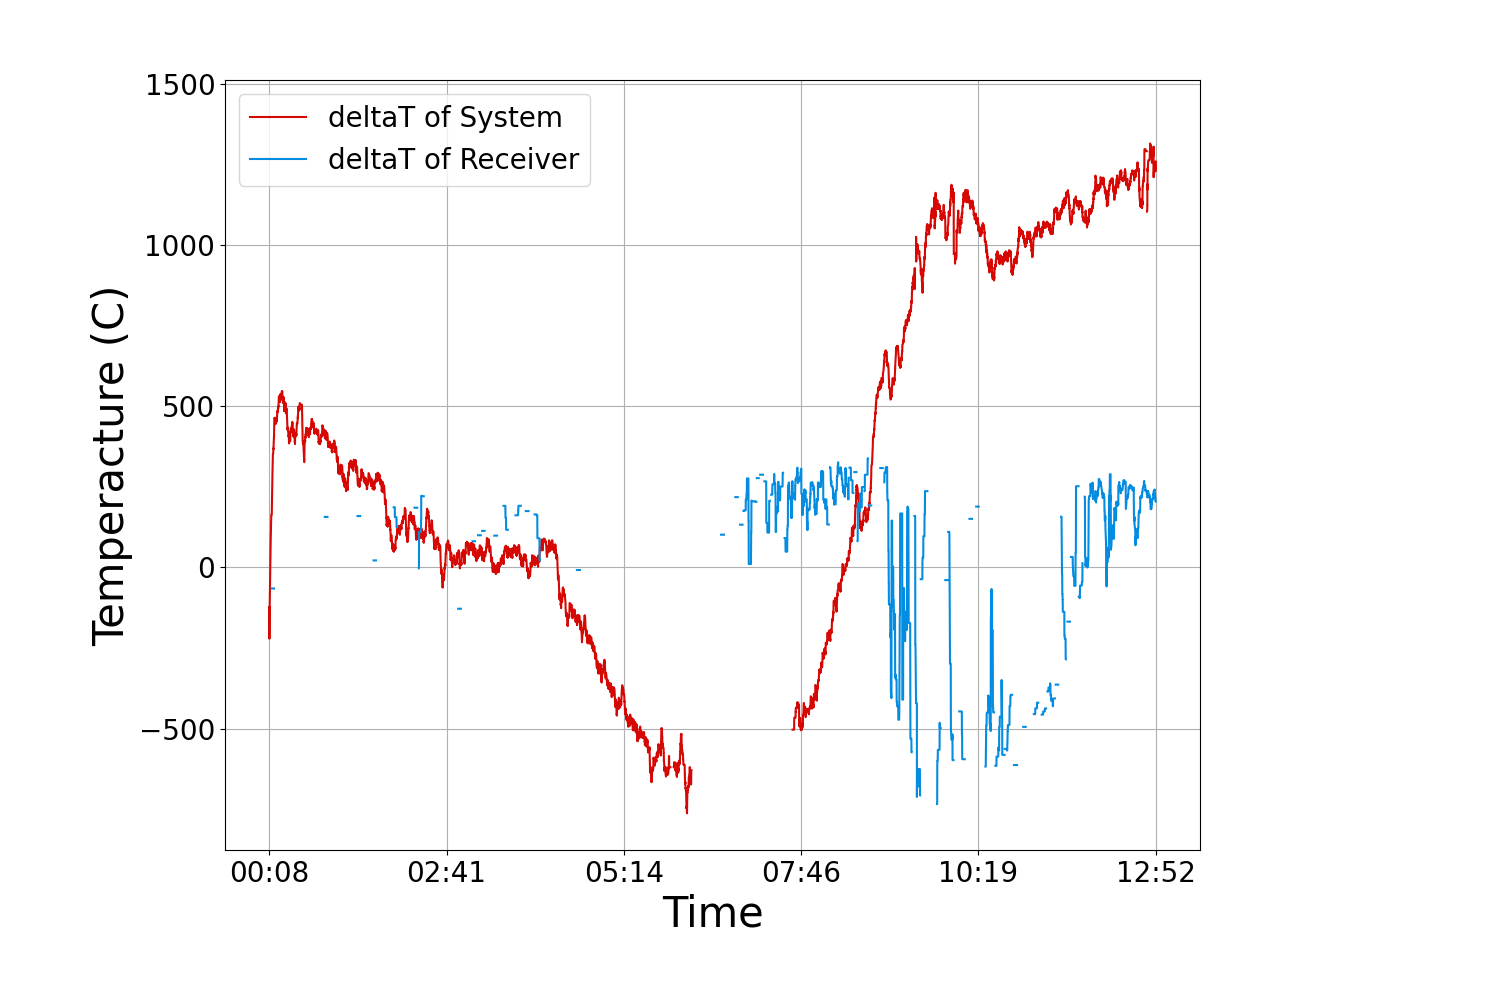 1500
1000
500
0
−500
deltaT of System
deltaT of Receiver
Temperacture (C)
00:08 02:41 05:14 07:46 10:19 12:52
Time